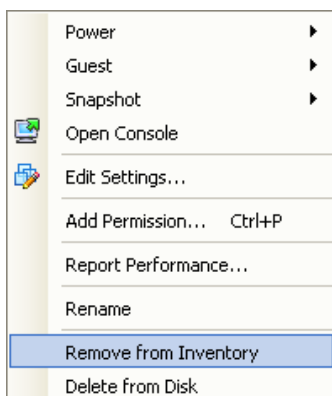 Power
Guest
Snapshot
Open Console
Edit Settings...
Add Permission... Ctrl+P
Report Performance...
Rename
Remove from Inventory
Delete from Disk